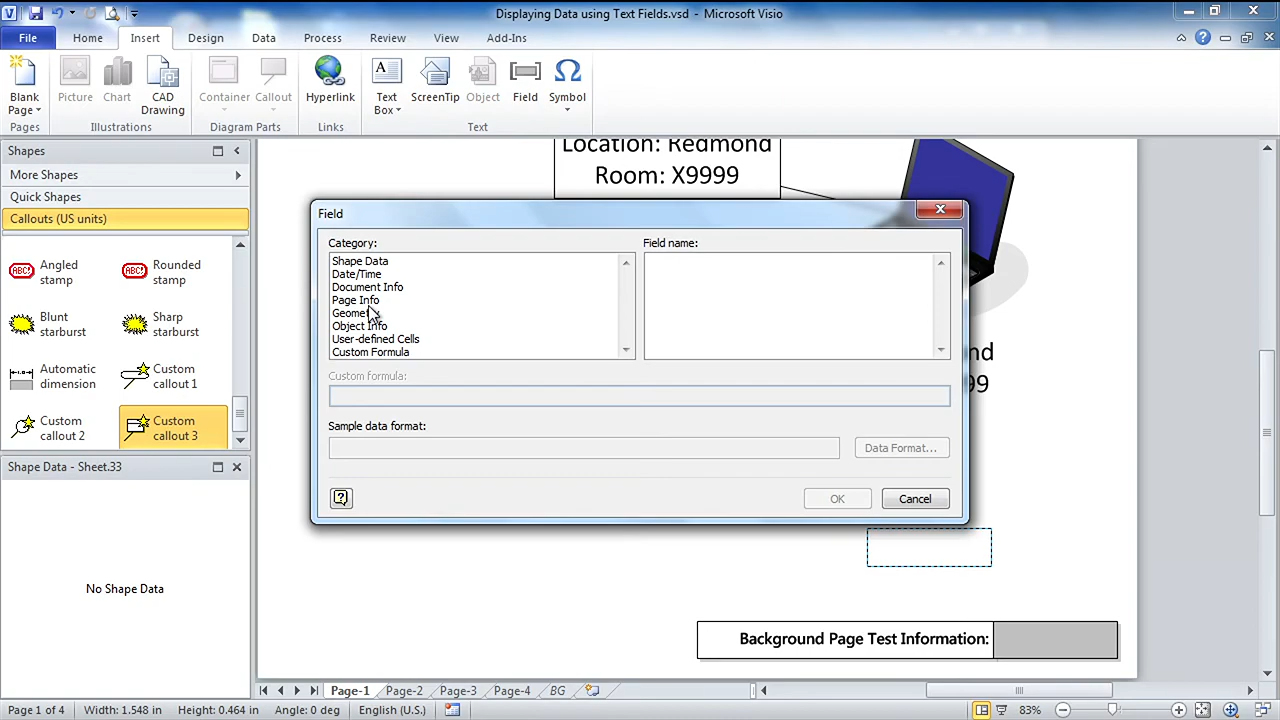 Displaying Data using Text Fields.vsd - Microsoft Visio
File Home Insert Design Data Process Review View Add-Ins
Blank Page
Picture
Chart
CAD Drawing
Container
Callout
Hyperlink
Text Box
ScreenTip
Object
Field
Symbol
Pages Illustrations Diagram Parts Links Text
Shapes
More Shapes
Quick Shapes
Callouts (US units)
Angled stamp
Rounded stamp
Blunt starburst
Sharp starburst
Automatic dimension
Custom callout 1
Custom callout 2
Custom callout 3
Shape Data - Sheet.33
No Shape Data
Location: Redmond
Room: X9999
Field
Category:
Shape Data
Date/Time
Document Info
Page Info
Object Info
User-defined Cells
Custom Formula
Field name:
Custom formula:
Sample data format:
Data Format...
OK
Cancel
Background Page Test Information:
Page-1 Page-2 Page-3 Page-4 BG
Page 1 of 4 Width: 1.548 in Height: 0.464 in Angle: 0 deg English (U.S.) 83%